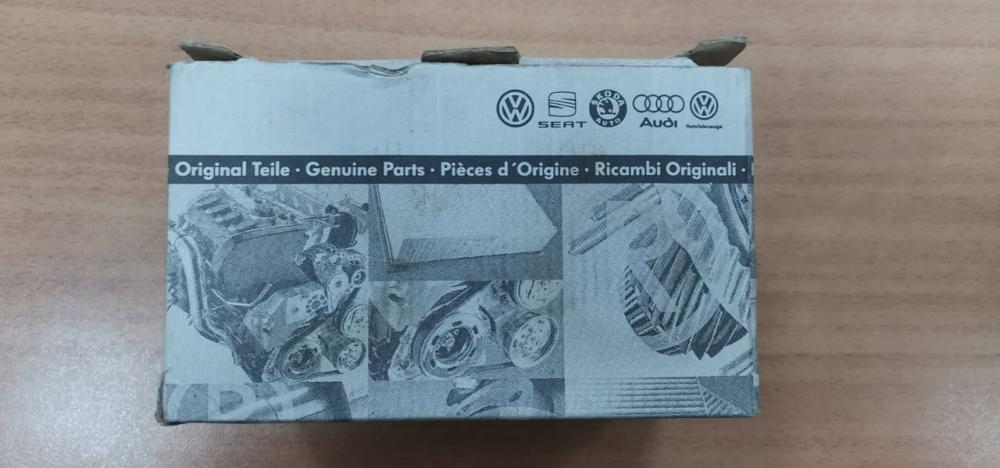 SEAT
ŠKODA
AUTO
Audi
Nutzfahrzeuge
Original Teile · Genuine Parts · Pièces d´Origine · Ricambi Originali ·